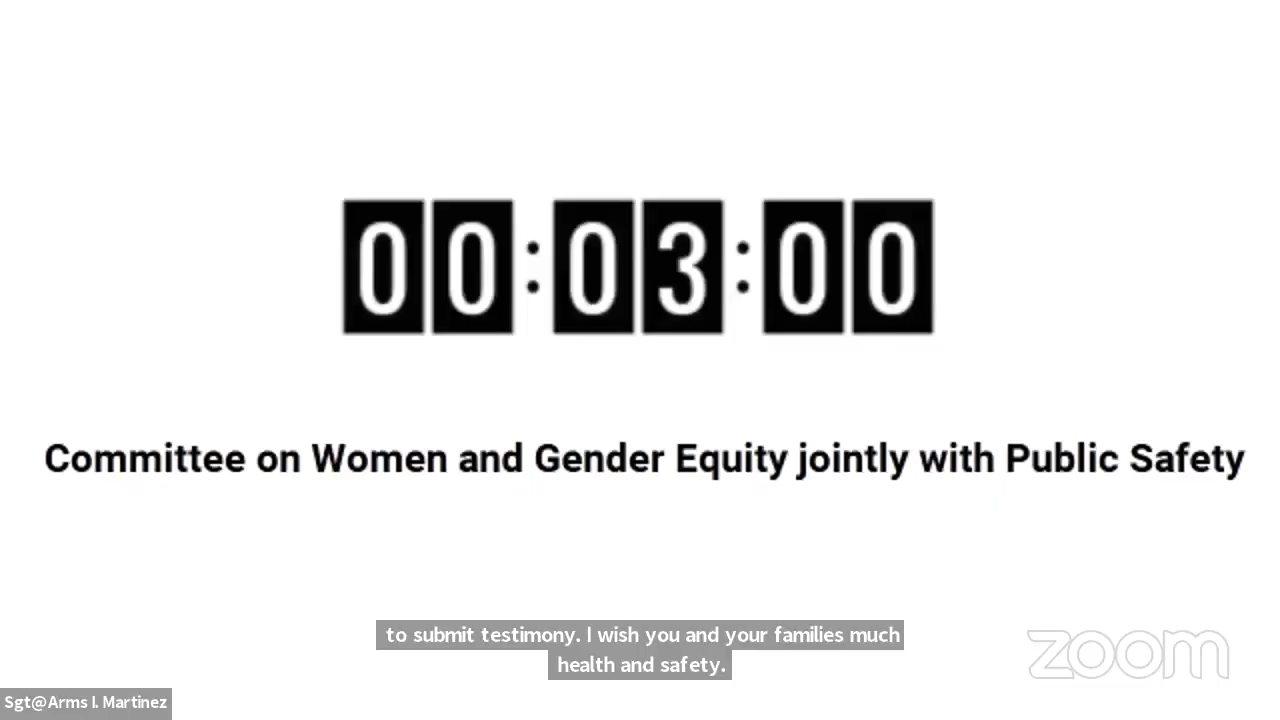 00:03:00
Committee on Women and Gender Equity jointly with Public Safety
to submit testimony. I wish you and your families much
health and safety.
zoom
Sgt@Arms I. Martinez